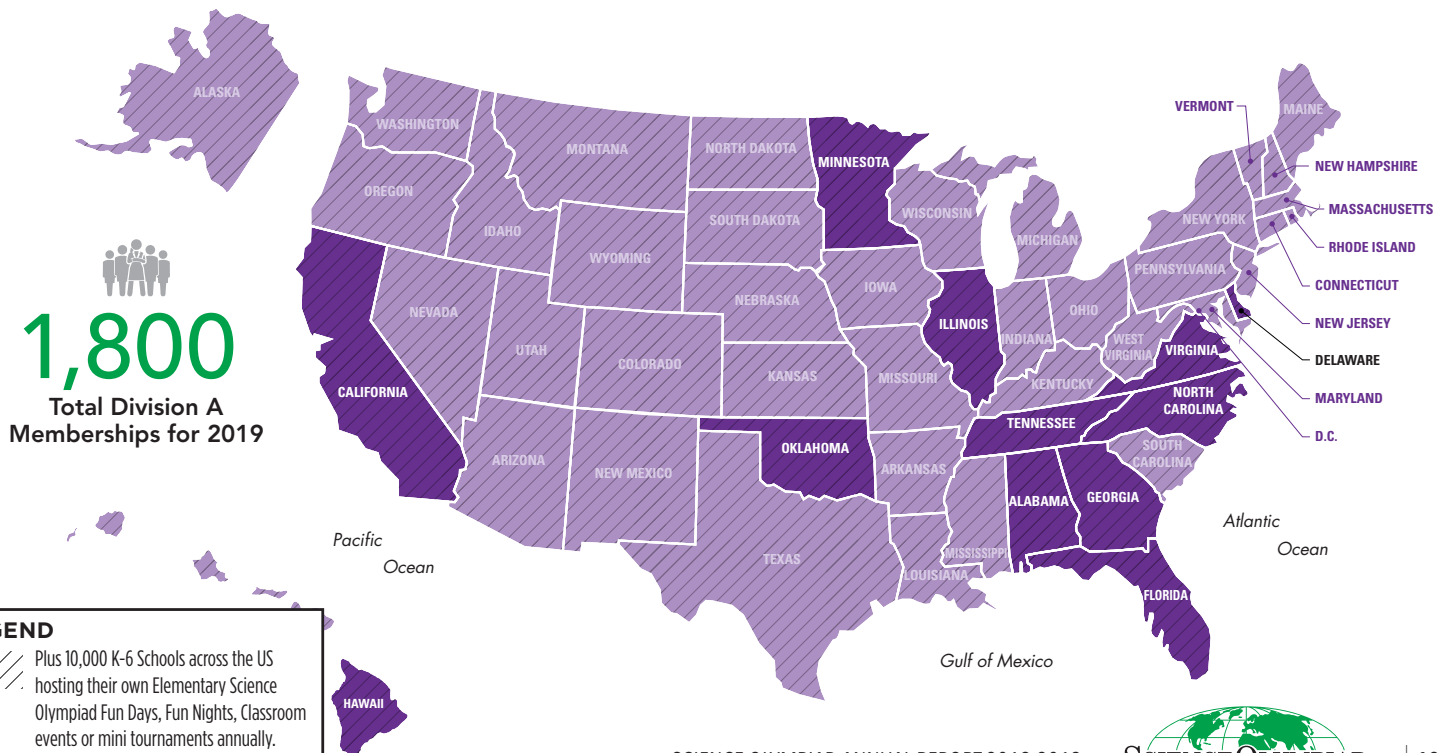 ALASKA
WASHINGTON
OREGON
IDAHO
MONTANA
NORTH DAKOTA
MINNESOTA
SOUTH DAKOTA
WYOMING
WISCONSIN
MICHIGAN
VERMONT
MAINE
NEW HAMPSHIRE
MASSACHUSETTS
NEW YORK
RHODE ISLAND
CONNECTICUT
NEW JERSEY
DELAWARE
MARYLAND
D.C.
PENNSYLVANIA
1,800
Total Division A
Memberships for 2019
CALIFORNIA
NEVADA
UTAH
COLORADO
NEBRASKA
IOWA
KANSAS
MISSOURI
ILLINOIS
INDIANA
OHIO
WEST
VIRGINIA
VIRGINIA
KENTUCKY
TENNESSEE
NORTH
CAROLINA
SOUTH
CAROLINA
ARIZONA
NEW MEXICO
OKLAHOMA
ARKANSAS
TEXAS
LOUISIANA
MISSISSIPPI
ALABAMA
GEORGIA
FLORIDA
Pacific
Ocean
Atlantic
Ocean
Gulf of Mexico
HAWAII
Plus 10,000 K-6 Schools across the US
hosting their own Elementary Science
Olympiad Fun Days, Fun Nights, Classroom
events or mini tournaments annually.